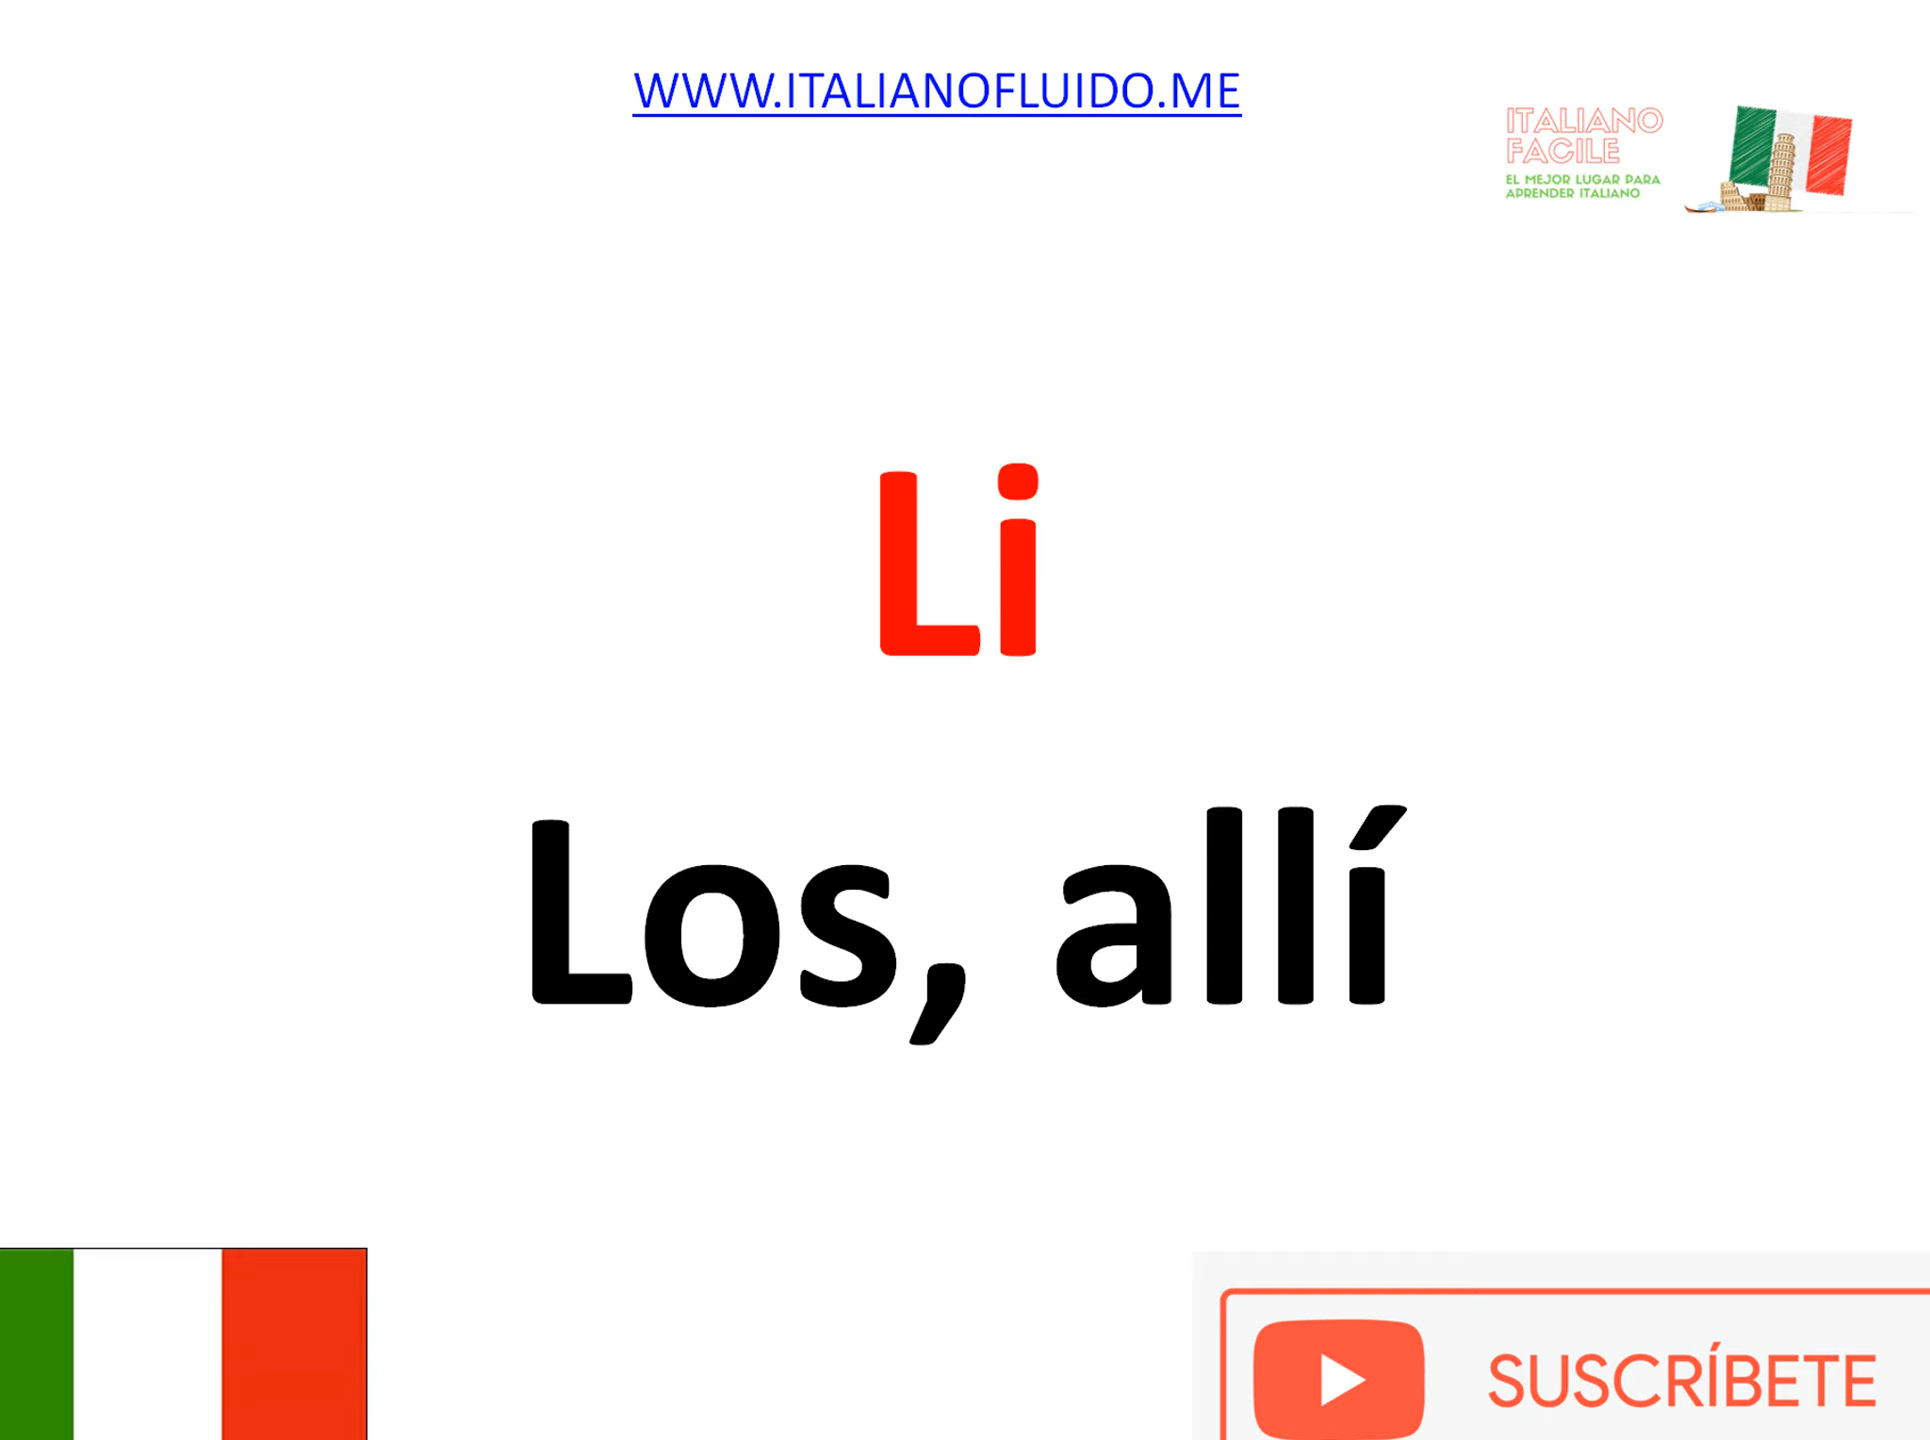 WWW.ITALIANOFLUIDO.ME
ITALIANO
FACILE
EL MEJOR LUGAR PARA
APRENDER ITALIANO
Li
Los, allí
SUSCRÍBETE